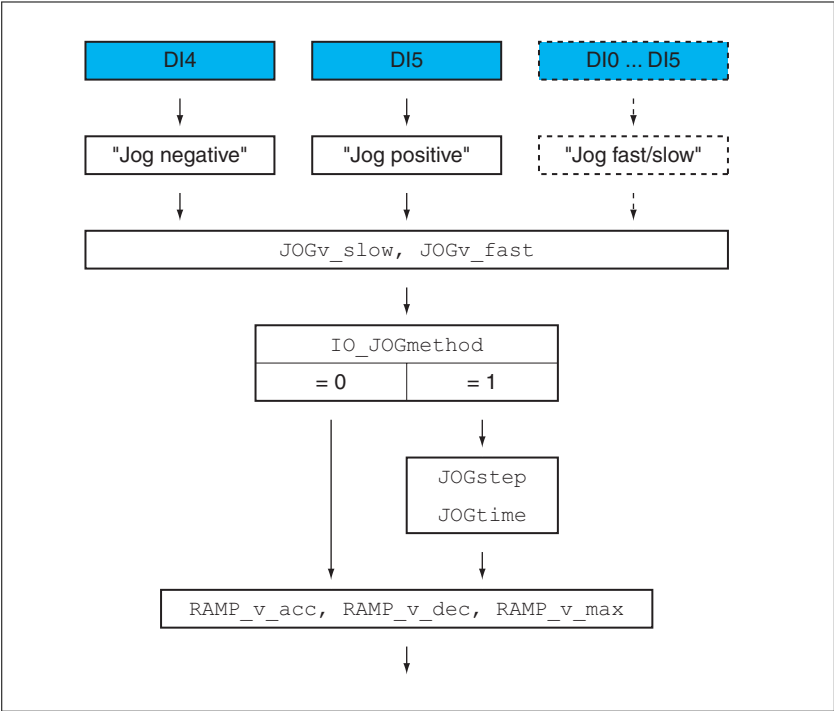 DI4 DI5 DI0 ... DI5
"Jog negative" "Jog positive" "Jog fast/slow"
JOGv_slow, JOGv_fast
IO_JOGmethod
= 0 = 1
JOGstep
JOGtime
RAMP_v_acc, RAMP_v_dec, RAMP_v_max